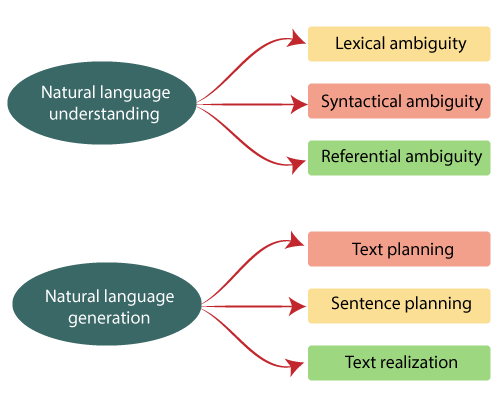 Natural language
understanding
Lexical ambiguity
Syntactical ambiguity
Referential ambiguity
Natural language
generation
Text planning
Sentence planning
Text realization